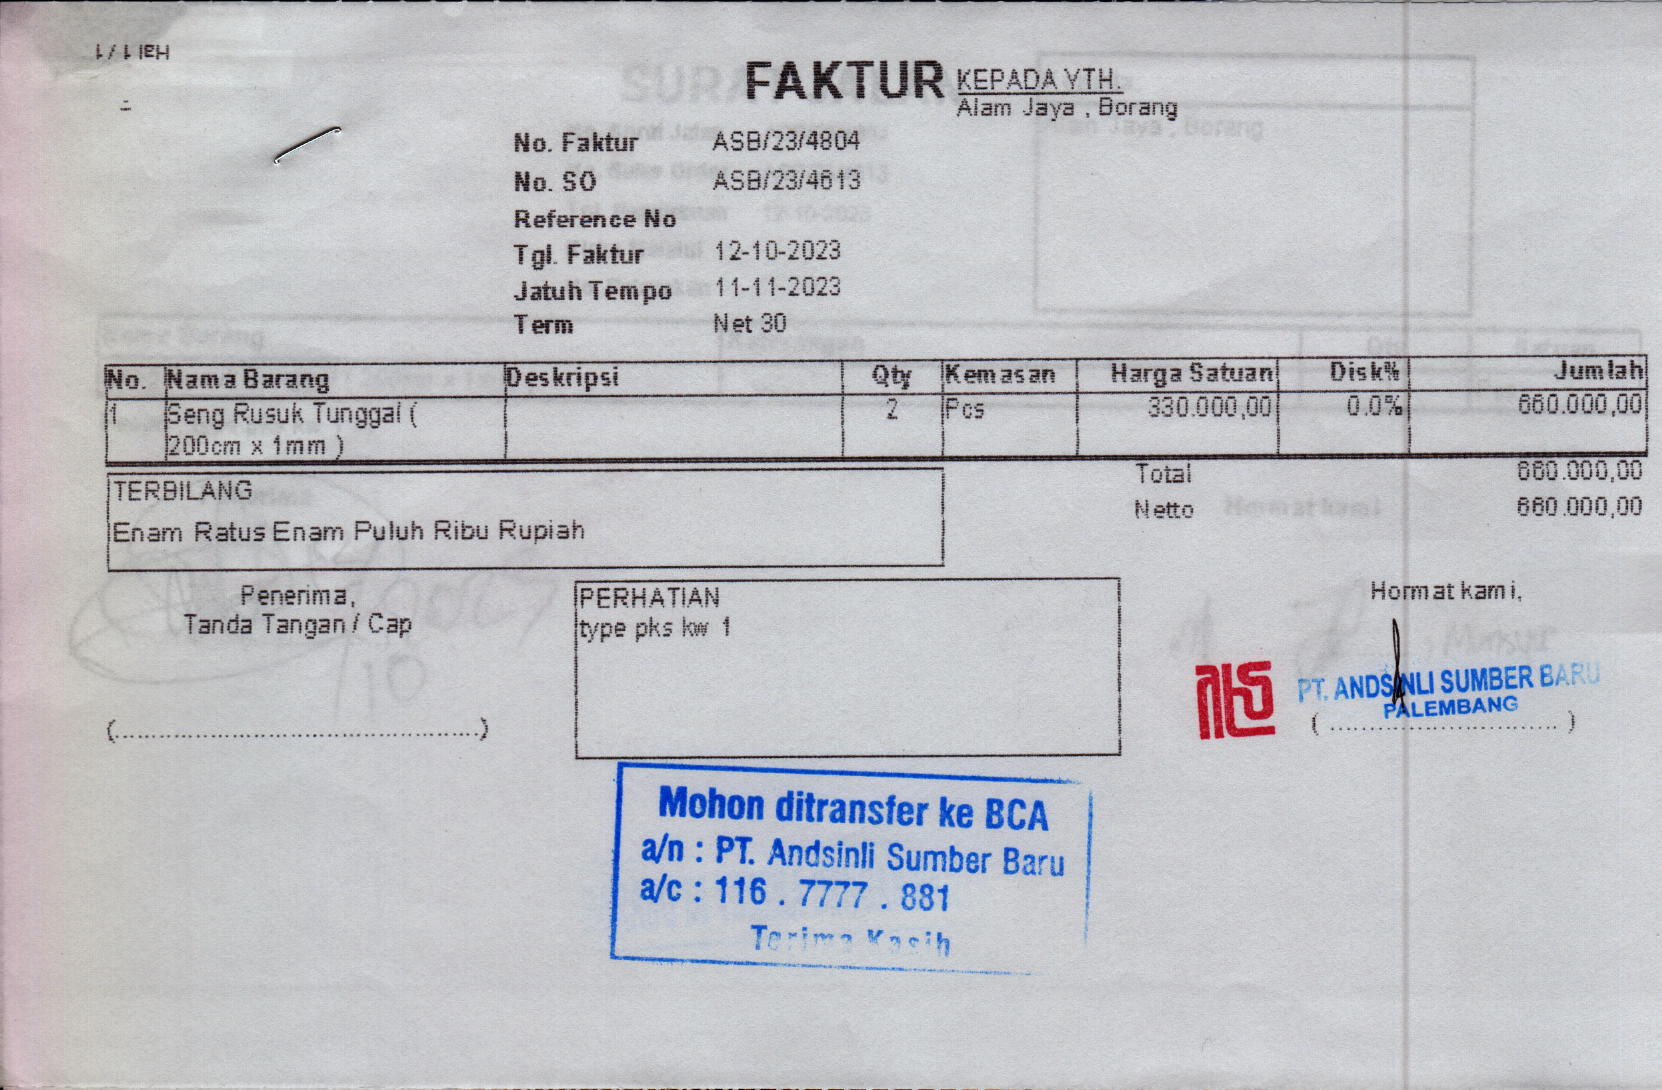 Hal 1 / 1
FAKTUR
KEPADA YTH.
Alam Jaya , Borang
No. Faktur ASB/23/4804
No. SO ASB/23/4613
Reference No
Tgl. Faktur 12-10-2023
Jatuh Tempo 11-11-2023
Term Net 30
No. Nama Barang Deskripsi Qty Kemasan Harga Satuan Disk% Jumlah
1 Seng Rusuk Tunggal ( 2 Pcs 330.000,00 0.0% 660.000,00
200cm x 1mm )
Total 660.000,00
Netto 660.000,00
TERBILANG
Enam Ratus Enam Puluh Ribu Rupiah
Penerima,
Tanda Tangan / Cap
(..............................................)
PERHATIAN
type pks kw 1
Hormat kami,
PT. ANDSINLI SUMBER BARU
PALEMBANG
( ............................. )
Mohon ditransfer ke BCA
a/n : PT. Andsinli Sumber Baru
a/c : 116 . 7777 . 881
Terima Kasih